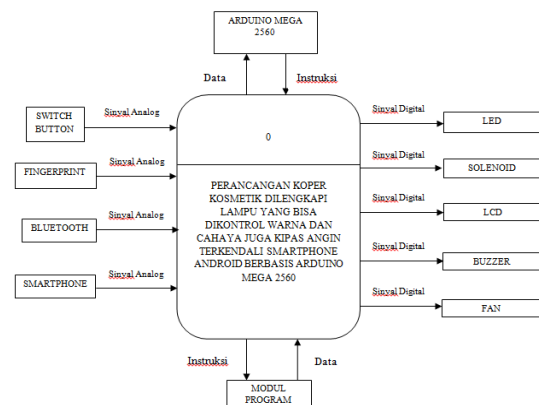 ARDUINO MEGA
2560
Data
Instruksi
SWITCH
BUTTON
Sinyal Analog
FINGERPRINT
Sinyal Analog
BLUETOOTH
Sinyal Analog
SMARTPHONE
Sinyal Analog
0
PERANCANGAN KOPER
KOSMETIK DILENGKAPI
LAMPU YANG BISA
DIKONTROL WARNA DAN
CAHAYA JUGA KIPAS ANGIN
TERKENDALI SMARTPHONE
ANDROID BERBASIS ARDUINO
MEGA 2560
Sinyal Digital
LED
Sinyal Digital
SOLENOID
Sinyal Digital
LCD
Sinyal Digital
BUZZER
Sinyal Digital
FAN
Instruksi
Data
MODUL
PROGRAM